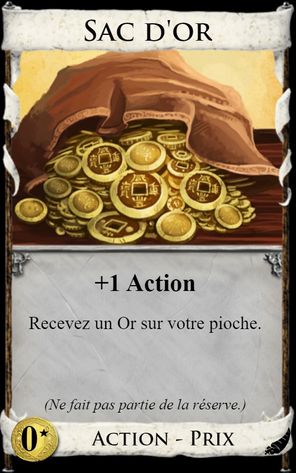 SAC D'OR
+1 Action
Recevez un Or sur votre pioche.
(Ne fait pas partie de la réserve.)
0* ACTION - PRIX